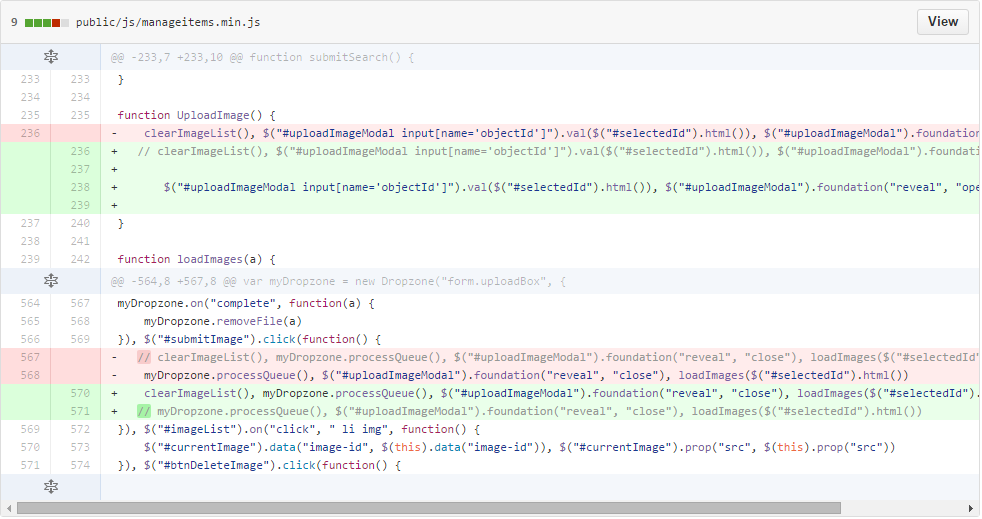 9 public/js/manageitems.min.js View
@@ -233,7 +233,10 @@ function submitSearch() {
233 233 }
234 234
235 235 function UploadImage() {
236 - clearImageList(), $("#uploadImageModal input[name='objectId']").val($("#selectedId").html()), $("#uploadImageModal").foundation
236 + // clearImageList(), $("#uploadImageModal input[name='objectId']").val($("#selectedId").html()), $("#uploadImageModal").foundati
237 +
238 + $("#uploadImageModal input[name='objectId']").val($("#selectedId").html()), $("#uploadImageModal").foundation("reveal", "ope
239 +
237 240 }
238 241
239 242 function loadImages(a) {
@@ -564,8 +567,8 @@ var myDropzone = new Dropzone("form.uploadBox", {
564 567 myDropzone.on("complete", function(a) {
565 568 myDropzone.removeFile(a)
566 569 }), $("#submitImage").click(function() {
567 - // clearImageList(), myDropzone.processQueue(), $("#uploadImageModal").foundation("reveal", "close"), loadImages($("#selectedId"
568 - myDropzone.processQueue(), $("#uploadImageModal").foundation("reveal", "close"), loadImages($("#selectedId").html())
570 + clearImageList(), myDropzone.processQueue(), $("#uploadImageModal").foundation("reveal", "close"), loadImages($("#selectedId").
571 + // myDropzone.processQueue(), $("#uploadImageModal").foundation("reveal", "close"), loadImages($("#selectedId").html())
569 572 }), $("#imageList").on("click", " li img", function() {
570 573 $("#currentImage").data("image-id", $(this).data("image-id")), $("#currentImage").prop("src", $(this).prop("src"))
571 574 }), $("#btnDeleteImage").click(function() {